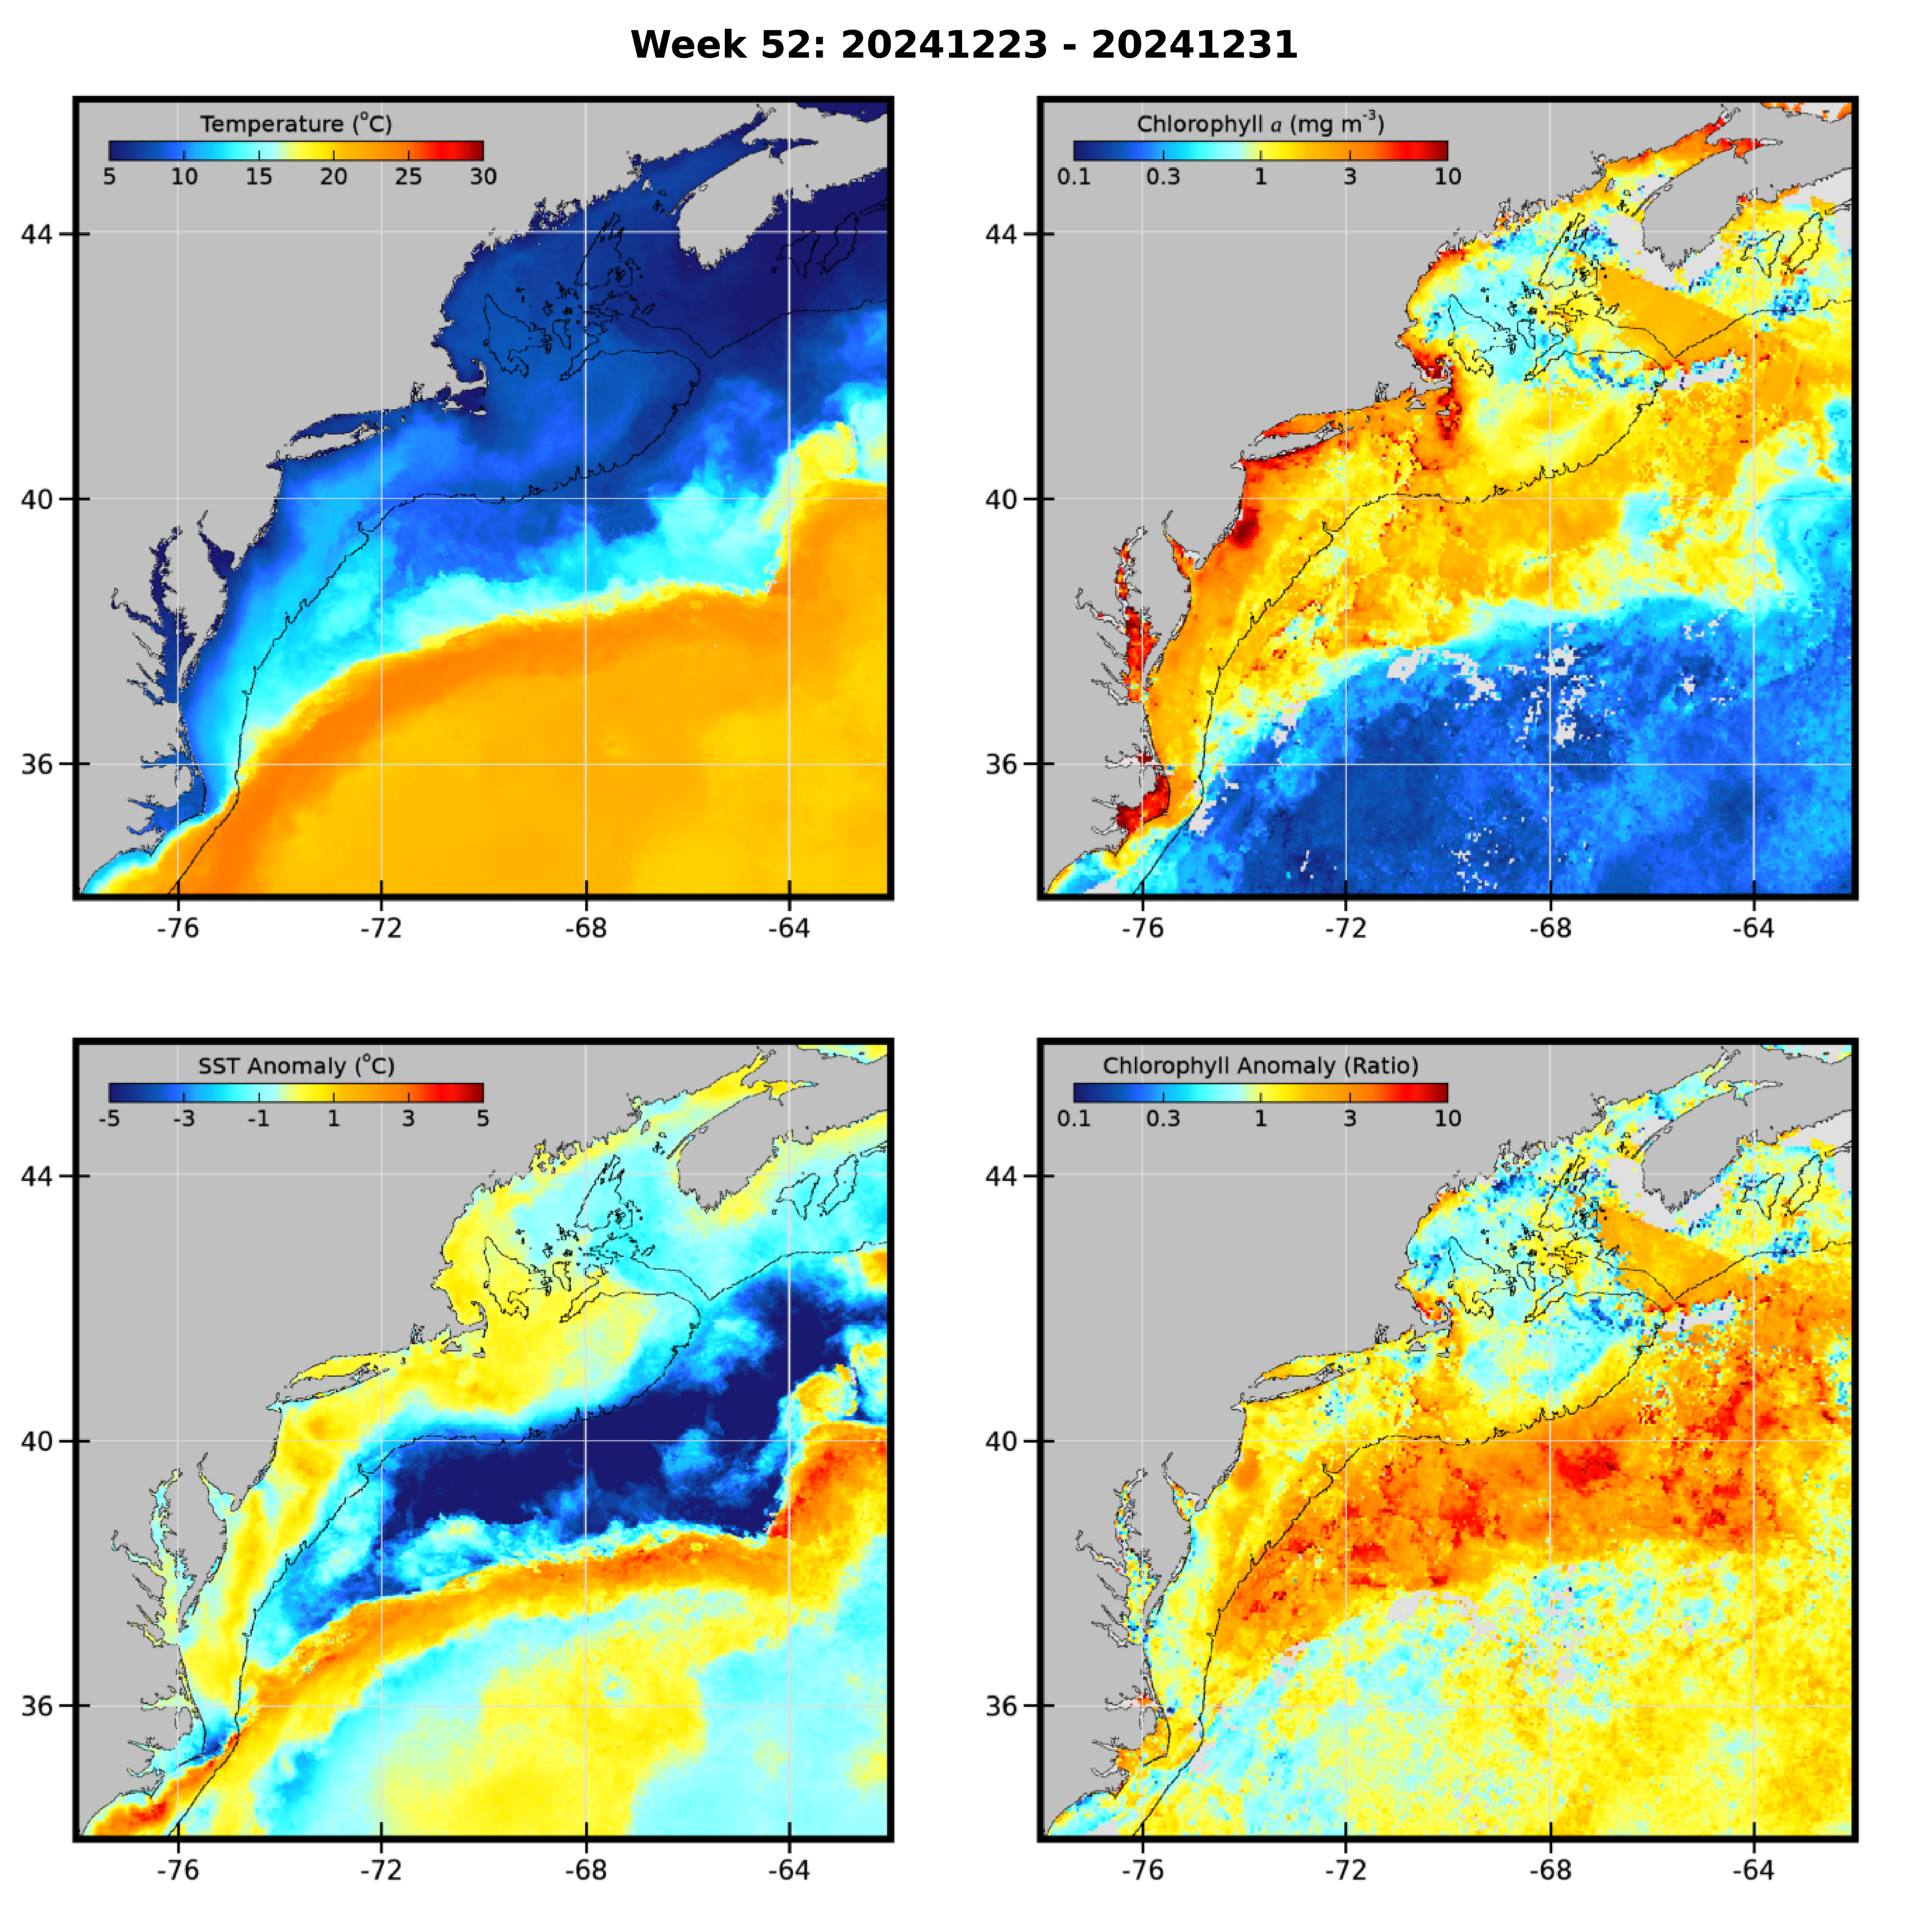 Week 52: 20241223 - 20241231
Temperature (°C)
5 10 15 20 25 30
44
40
36
-76 -72 -68 -64
Chlorophyll a (mg m⁻³)
0.1 0.3 1 3 10
44
40
36
-76 -72 -68 -64
SST Anomaly (°C)
-5 -3 -1 1 3 5
44
40
36
-76 -72 -68 -64
Chlorophyll Anomaly (Ratio)
0.1 0.3 1 3 10
44
40
36
-76 -72 -68 -64